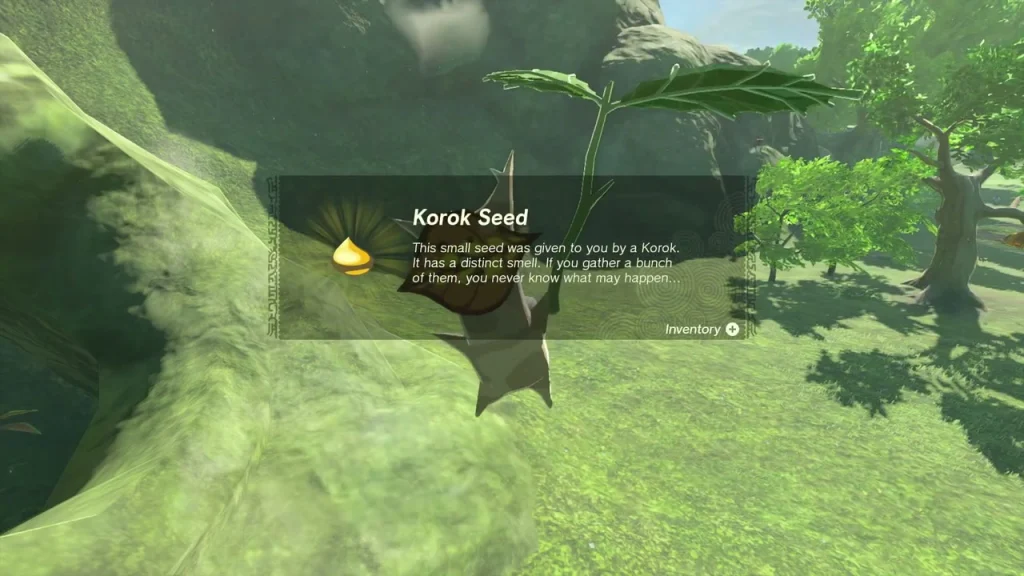 Korok Seed
This small seed was given to you by a Korok.
It has a distinct smell. If you gather a bunch
of them, you never know what may happen...
Inventory